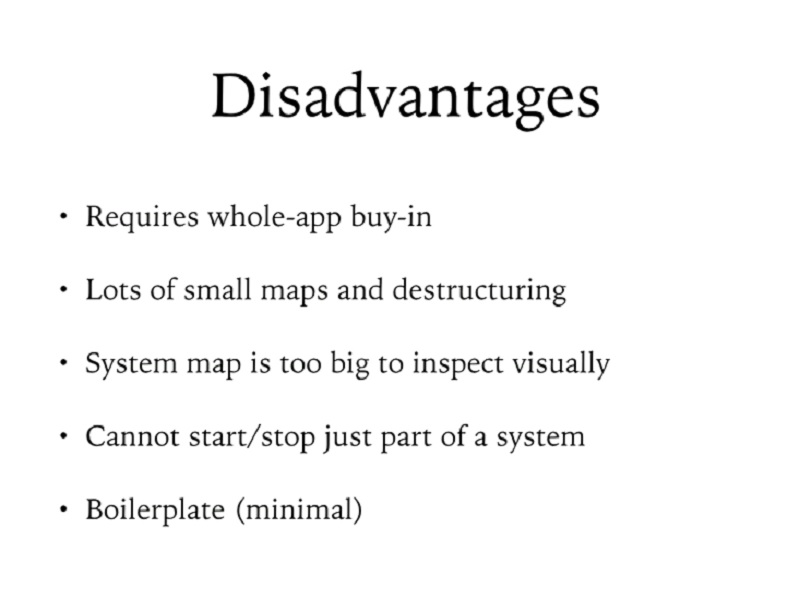 Disadvantages
• Requires whole-app buy-in
• Lots of small maps and destructuring
• System map is too big to inspect visually
• Cannot start/stop just part of a system
• Boilerplate (minimal)